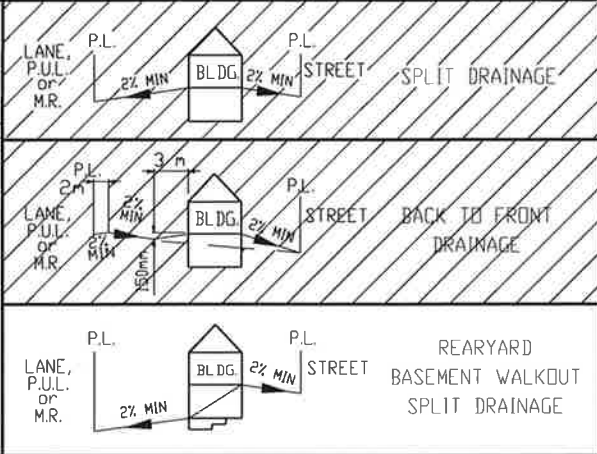 P.L.
P.L.
LANE,
P.U.L.
or
M.R.
2% MIN
BLDG.
2% MIN
STREET
SPLIT DRAINAGE
P.L.
2m
3 m
P.L.
LANE,
P.U.L.
or
M.R.
2%
MIN
2%
MIN
150mm
BLDG.
2% MIN
STREET
BACK TO FRONT
DRAINAGE
P.L.
P.L.
LANE,
P.U.L.
or
M.R.
2% MIN
BLDG.
2% MIN
STREET
REARYARD
BASEMENT WALKOUT
SPLIT DRAINAGE